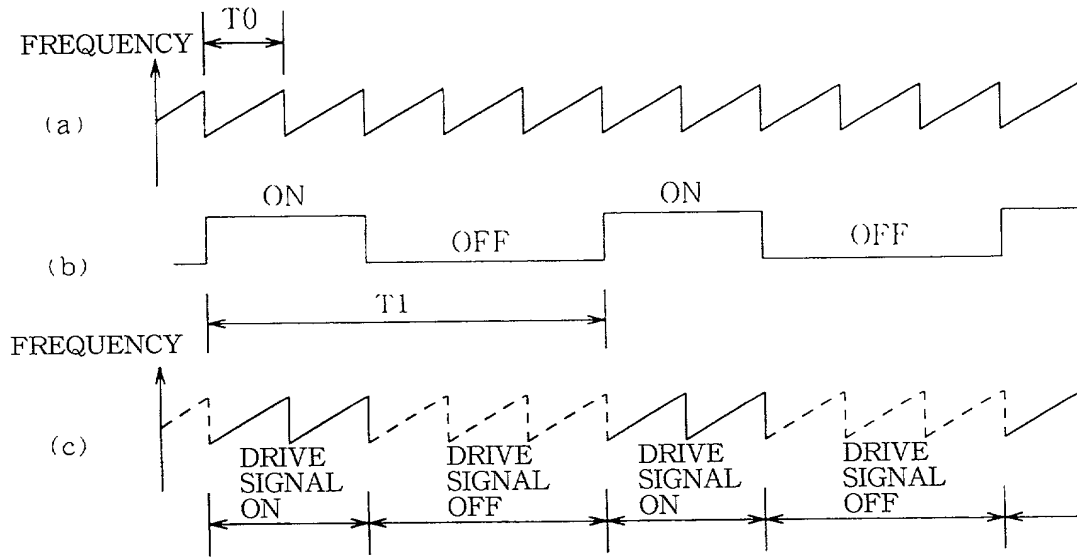 T0
FREQUENCY
(a)
ON
ON
OFF
OFF
(b)
T1
FREQUENCY
(c)
DRIVE
SIGNAL
ON
DRIVE
SIGNAL
OFF
DRIVE
SIGNAL
ON
DRIVE
SIGNAL
OFF